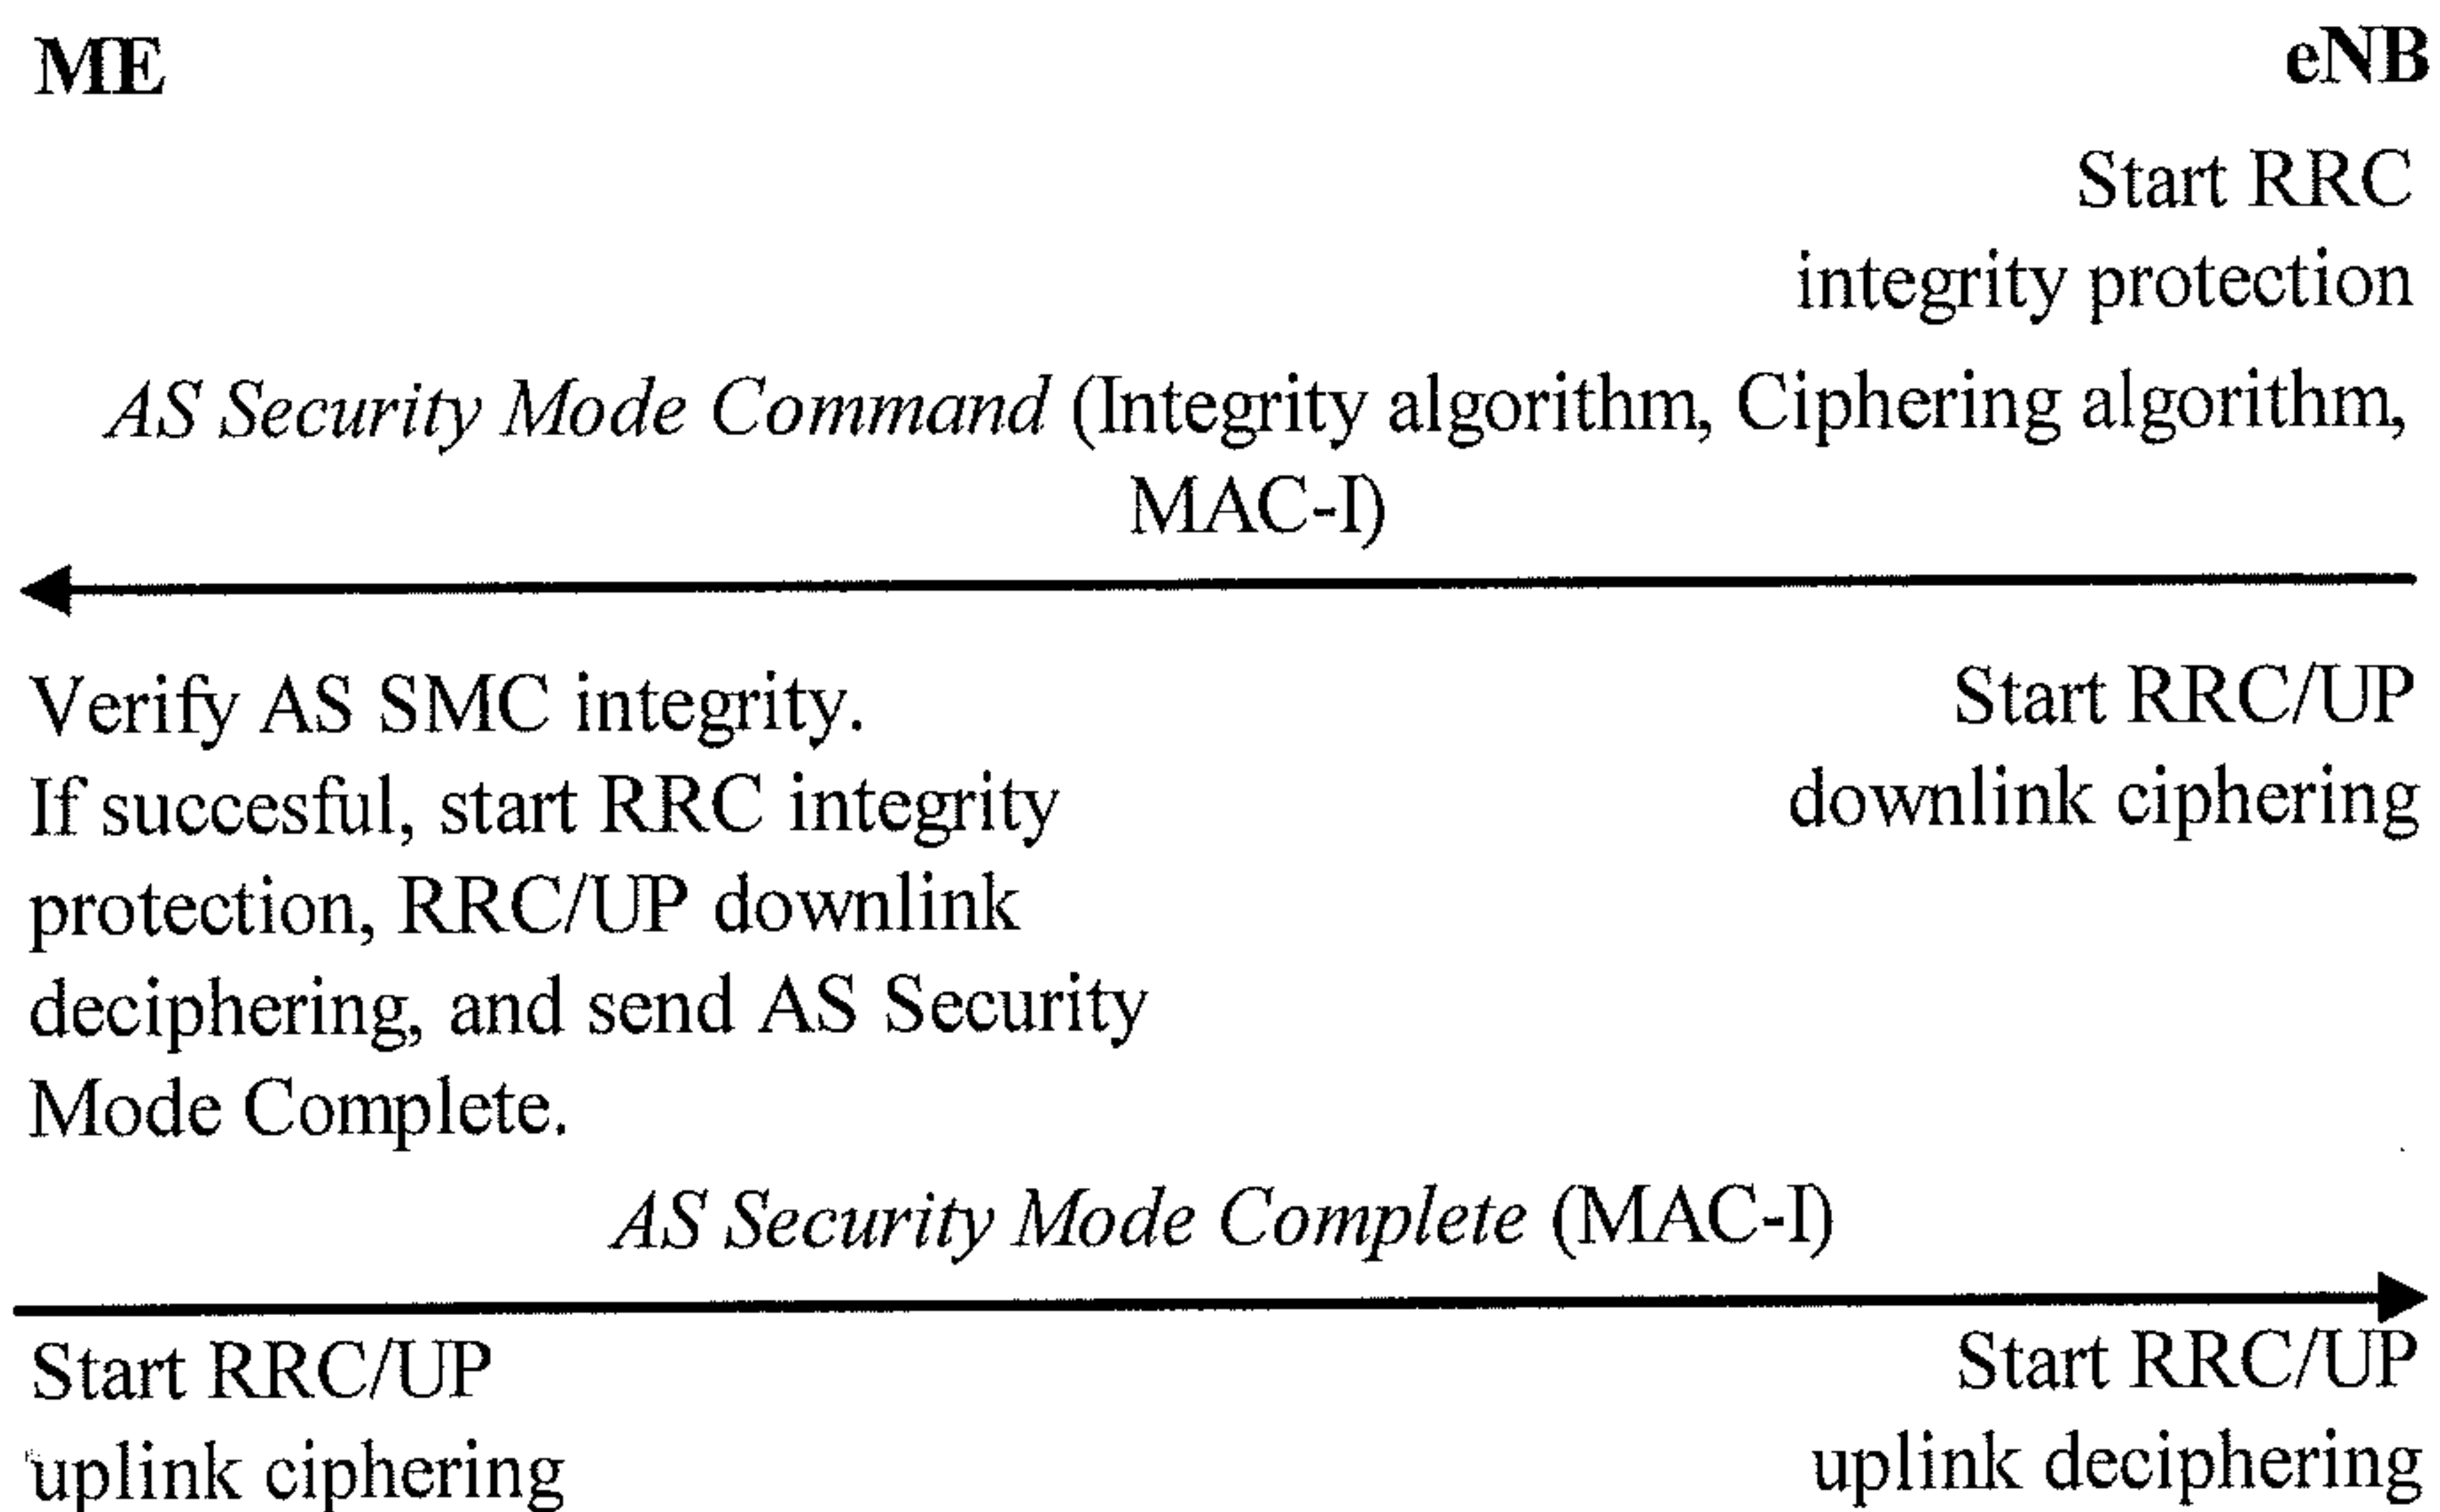 ME
eNB
Start RRC
integrity protection
AS Security Mode Command (Integrity algorithm, Ciphering algorithm,
MAC-I)
Verify AS SMC integrity.
If succesful, start RRC integrity
protection, RRC/UP downlink
deciphering, and send AS Security
Mode Complete.
Start RRC/UP
downlink ciphering
AS Security Mode Complete (MAC-I)
Start RRC/UP
uplink ciphering
Start RRC/UP
uplink deciphering